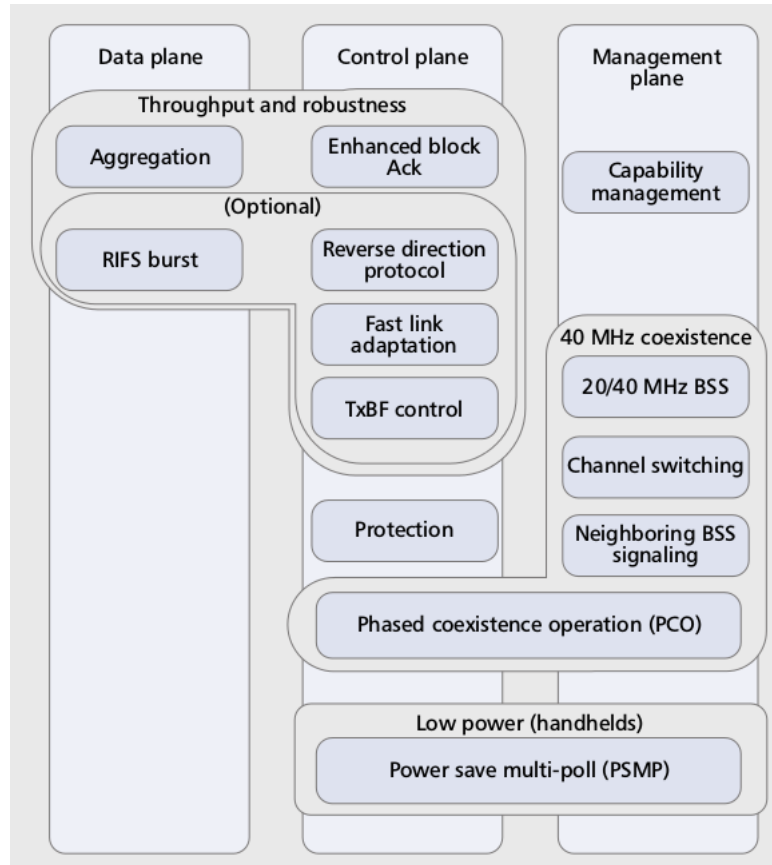 Data plane
Control plane
Management
plane
Throughput and robustness
Aggregation
Enhanced block
Ack
Capability
management
(Optional)
RIFS burst
Reverse direction
protocol
Fast link
adaptation
40 MHz coexistence
TxBF control
20/40 MHz BSS
Channel switching
Protection
Neighboring BSS
signaling
Phased coexistence operation (PCO)
Low power (handhelds)
Power save multi-poll (PSMP)